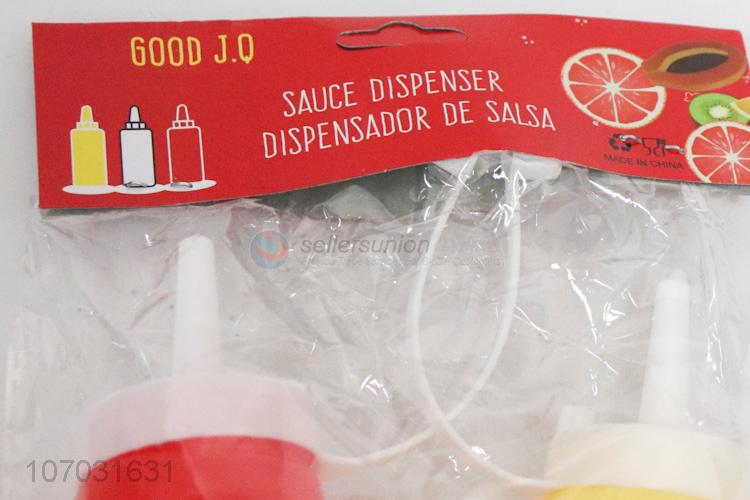 GOOD J.Q
SAUCE DISPENSER
DISPENSADOR DE SALSA
MADE IN CHINA
sellersunion
107031631